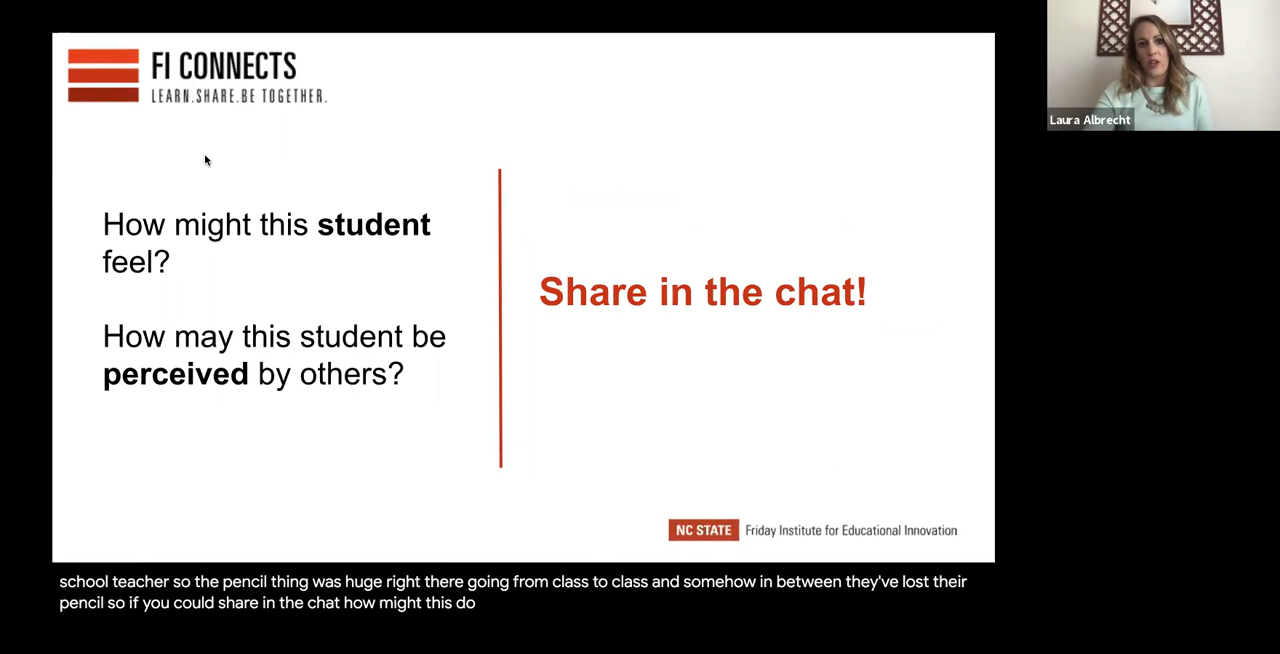 FI CONNECTS
LEARN.SHARE.BE TOGETHER.
Laura Albrecht
How might this student
feel?
How may this student be
perceived by others?
Share in the chat!
NC STATE Friday Institute for Educational Innovation
school teacher so the pencil thing was huge right there going from class to class and somehow in between they've lost their
pencil so if you could share in the chat how might this do